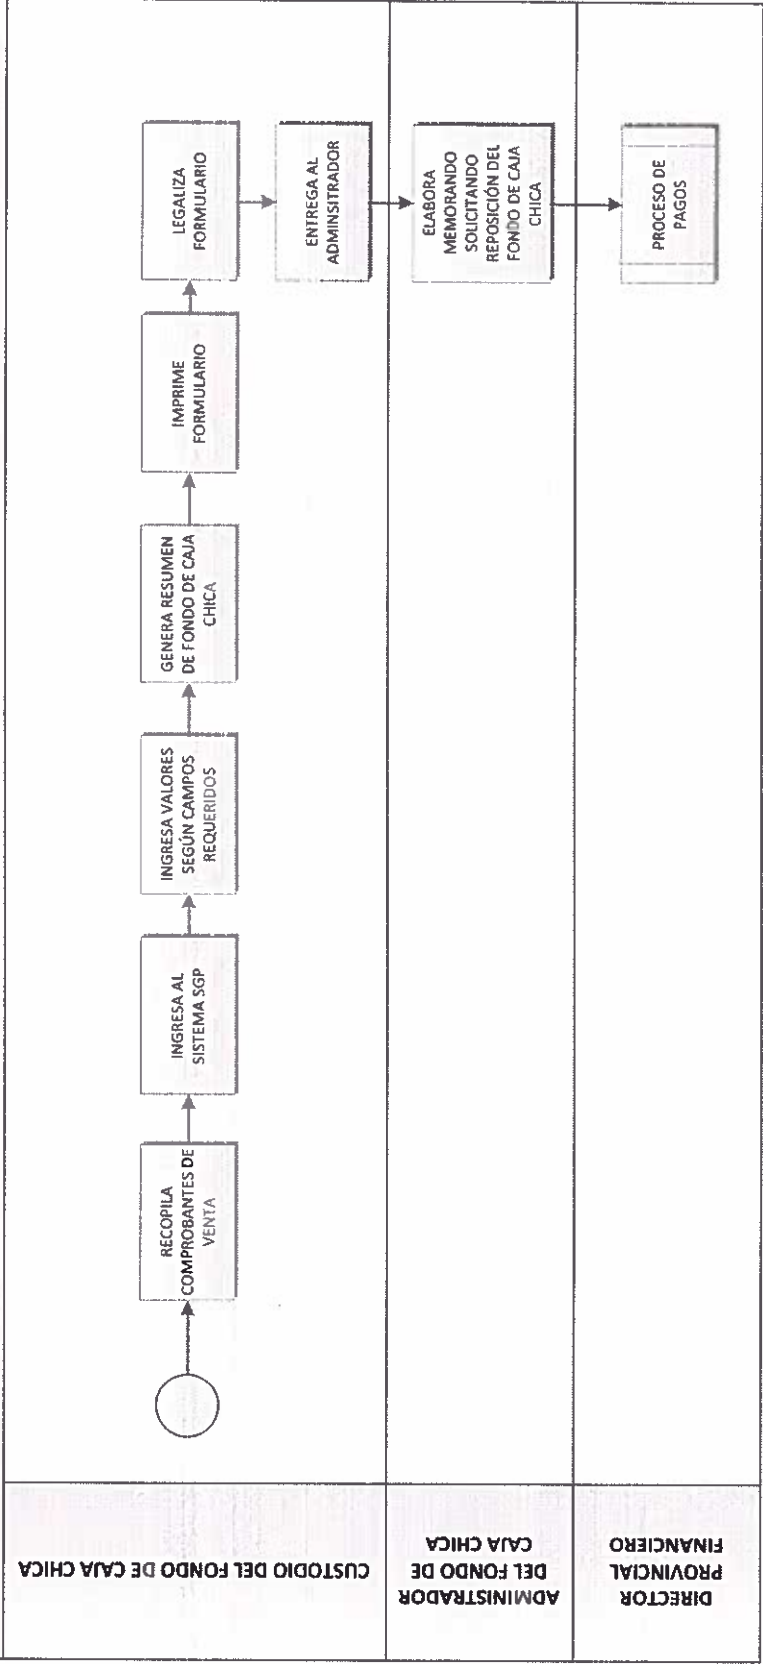 CUSTODIO DEL FONDO DE CAJA CHICA
RECOPILA
COMPROBANTES DE
VENTA
INGRESA AL
SISTEMA SGP
INGRESA VALORES
SEGÚN CAMPOS
REQUERIDOS
GENERA RESUMEN
DE FONDO DE CAJA
CHICA
IMPRIME
FORMULARIO
LEGALIZA
FORMULARIO
ENTREGA AL
ADMINSITRADOR
ADMINISTRADOR
DEL FONDO DE
CAJA CHICA
ELABORA
MEMORANDO
SOLICITANDO
REPOSICIÓN DEL
FONDO DE CAJA
CHICA
DIRECTOR
PROVINCIAL
FINANCIERO
PROCESO DE
PAGOS